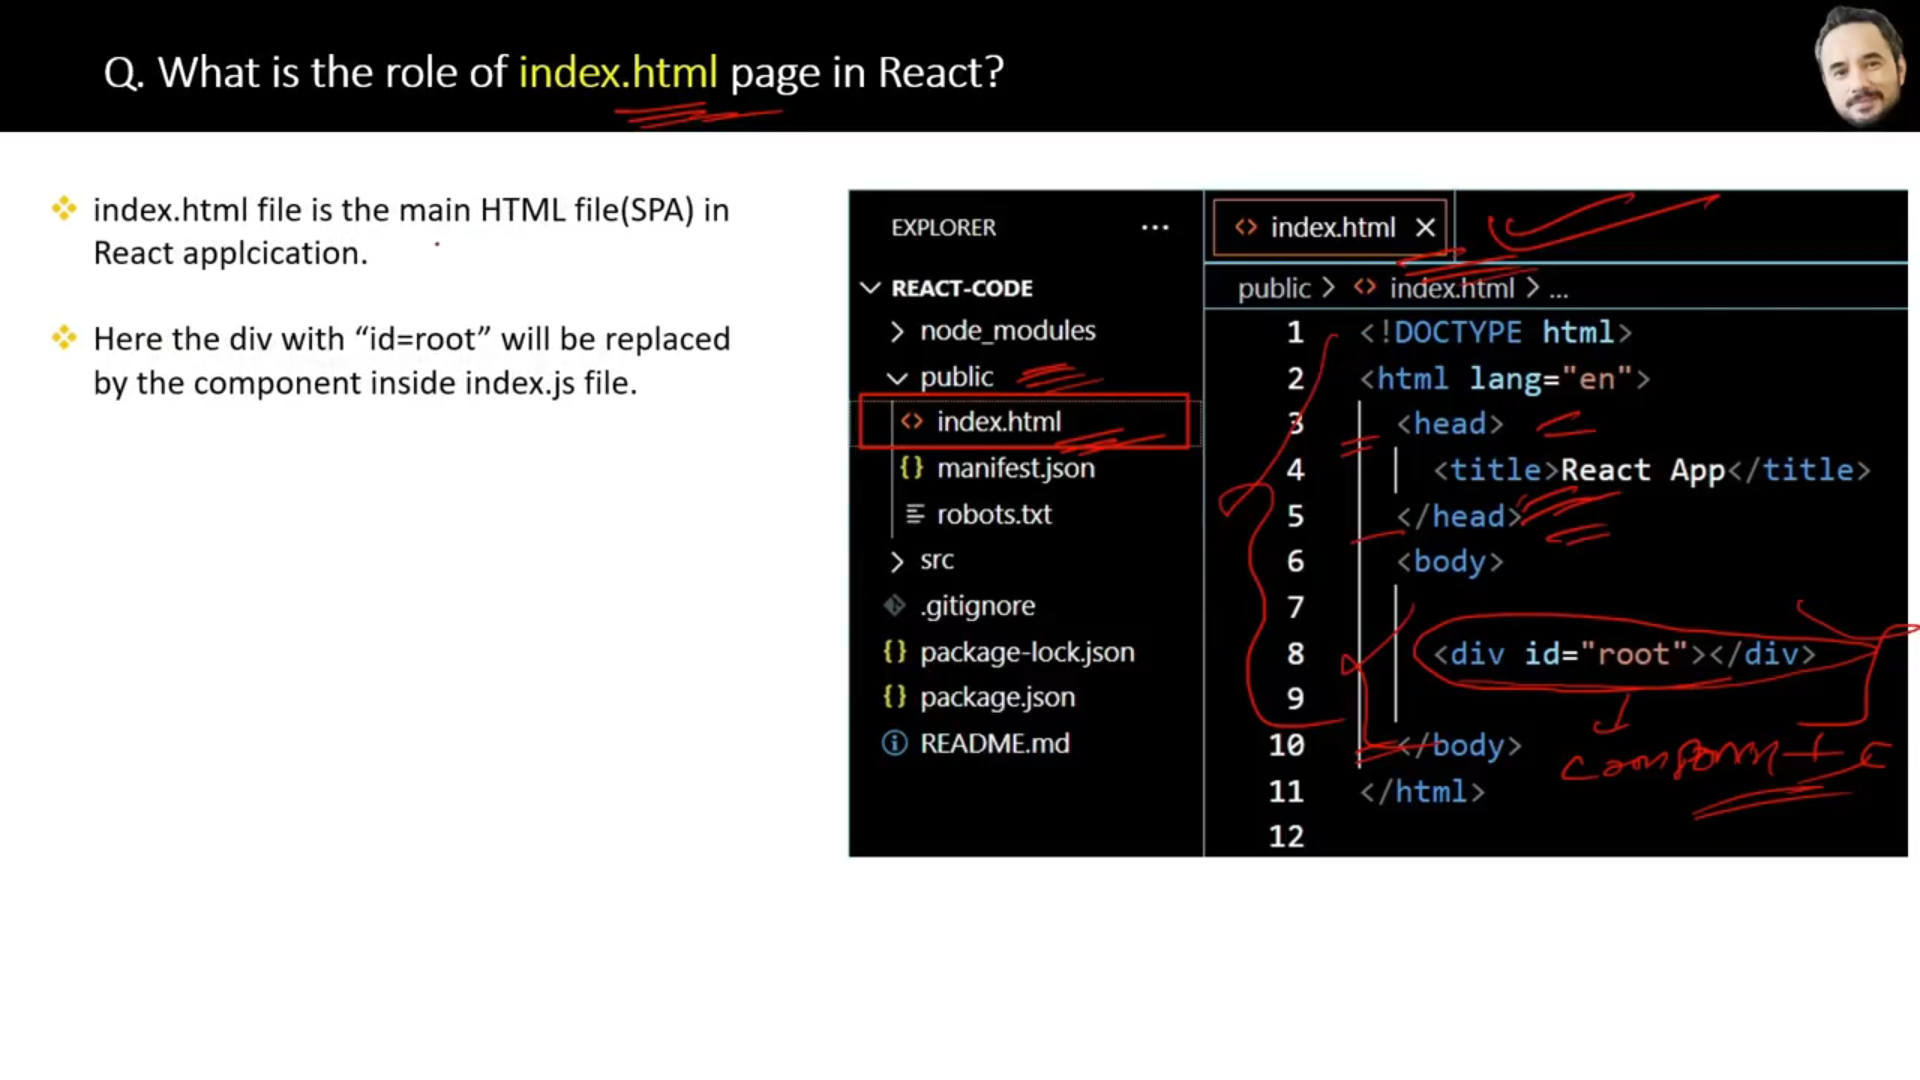 Q. What is the role of index.html page in React?
index.html file is the main HTML file(SPA) in
React applcication.
Here the div with “id=root” will be replaced
by the component inside index.js file.
EXPLORER ...
REACT-CODE
node_modules
public
index.html
manifest.json
robots.txt
src
.gitignore
package-lock.json
package.json
README.md
index.html
public > index.html > ...
1 <!DOCTYPE html>
2 <html lang="en">
3 <head>
4 <title>React App</title>
5 </head>
6 <body>
7
8 <div id="root"></div>
9
10 </body>
11 </html>
12